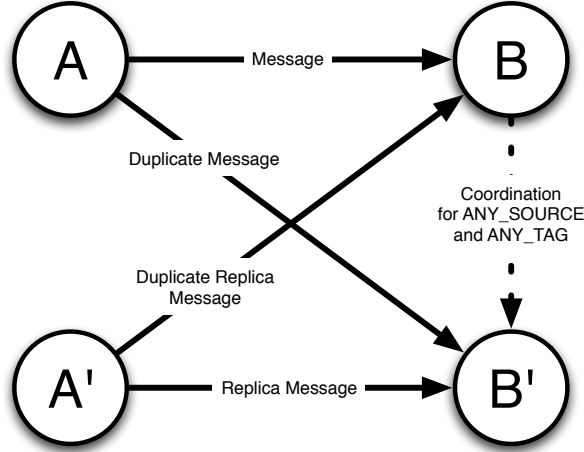 A
Message
B
Duplicate Message
Coordination
for ANY_SOURCE
and ANY_TAG
Duplicate Replica
Message
A'
Replica Message
B'